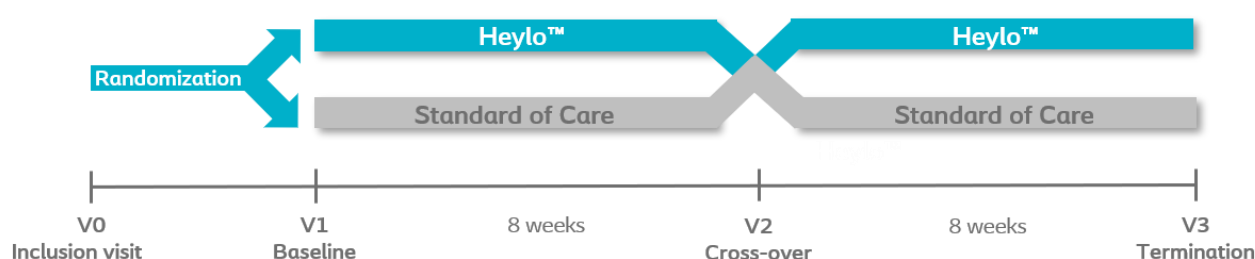 Heylo™ Heylo™
Randomization
Standard of Care Standard of Care
V0 V1 8 weeks V2 8 weeks V3
Inclusion visit Baseline Cross-over Termination